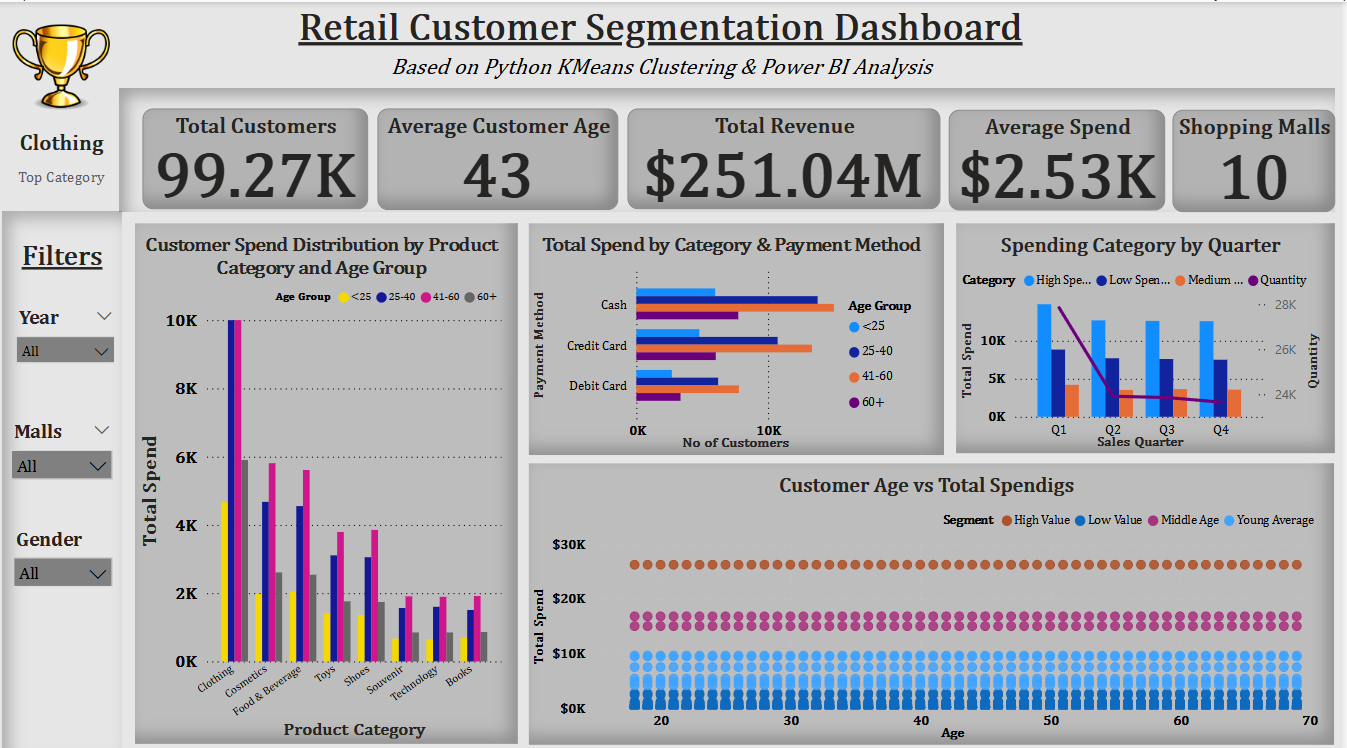 Retail Customer Segmentation Dashboard
Based on Python KMeans Clustering & Power BI Analysis
Clothing
Top Category
Total Customers
99.27K
Average Customer Age
43
Total Revenue
$251.04M
Average Spend
$2.53K
Shopping Malls
10
Filters
Year
All
Malls
All
Gender
All
Customer Spend Distribution by Product
Category and Age Group
Age Group <25 25-40 41-60 60+
Total Spend
10K
8K
6K
4K
2K
0K
Clothing
Cosmetics
Food & Beverage
Toys
Shoes
Souvenir
Technology
Books
Product Category
Total Spend by Category & Payment Method
Payment Method
Cash
Credit Card
Debit Card
0K 10K
No of Customers
Age Group
<25
25-40
41-60
60+
Spending Category by Quarter
Category High Spe... Low Spen... Medium ... Quantity
Total Spend
10K
5K
0K
28K
26K
24K
Quantity
Q1 Q2 Q3 Q4
Sales Quarter
Customer Age vs Total Spendigs
Segment High Value Low Value Middle Age Young Average
Total Spend
$30K
$20K
$10K
$0K
20 30 40 50 60 70
Age